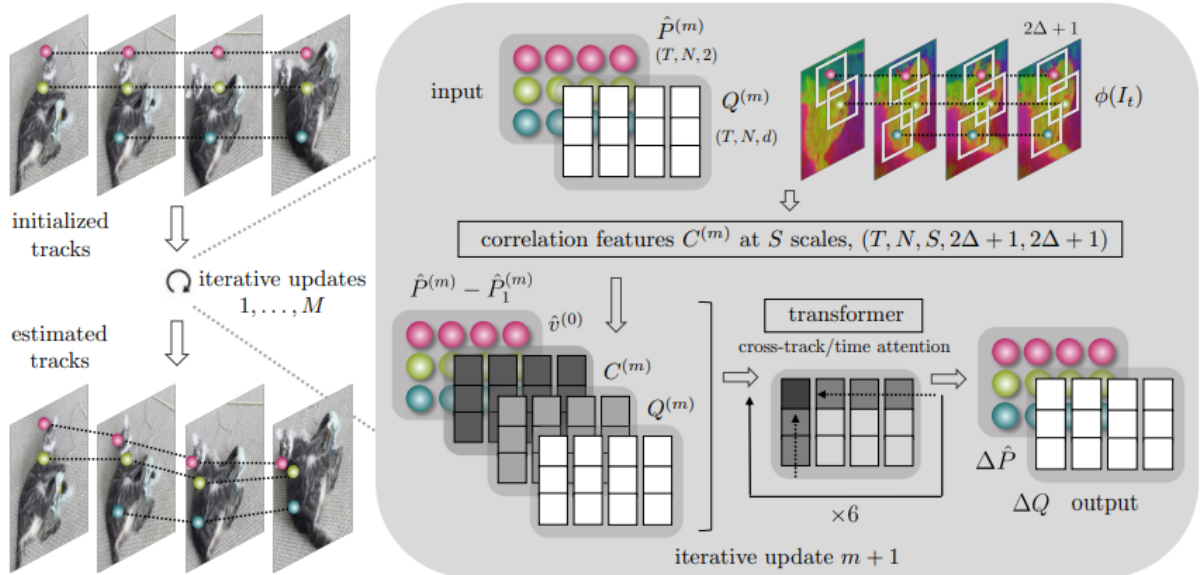 initialized
tracks
iterative updates
1, . . . , M
estimated
tracks
input
P̂^(m)
(T, N, 2)
Q^(m)
(T, N, d)
2Δ + 1
ϕ(I_t)
correlation features C^(m) at S scales, (T, N, S, 2Δ + 1, 2Δ + 1)
P̂^(m) − P̂_1^(m)
v̂^(0)
C^(m)
Q^(m)
transformer
cross-track/time attention
×6
ΔP̂
ΔQ output
iterative update m + 1